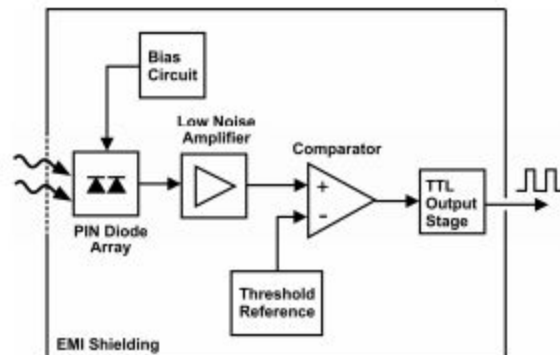 Bias
Circuit
Low Noise
Amplifier
Comparator
+
-
TTL
Output
Stage
PIN Diode
Array
Threshold
Reference
EMI Shielding